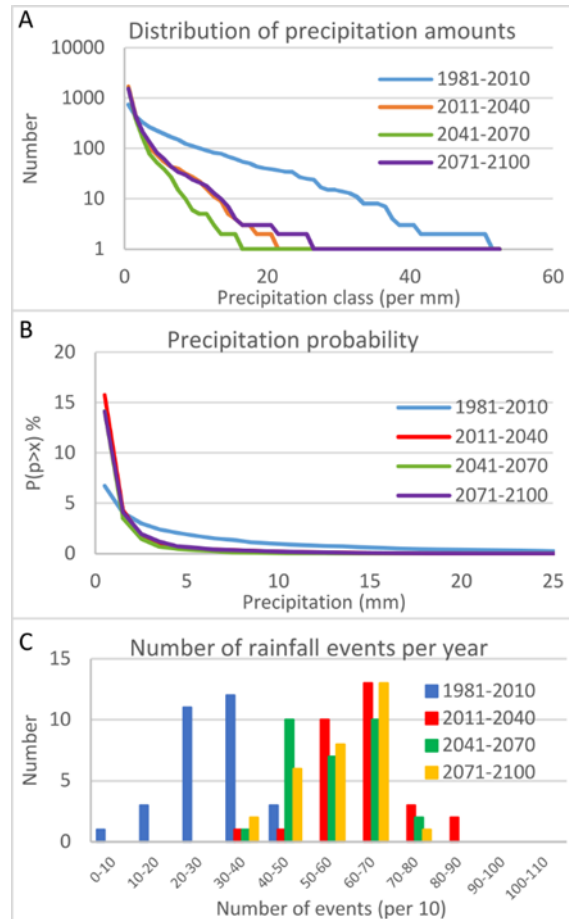 A
Distribution of precipitation amounts
10000
1000
100
10
1
Number
1981-2010
2011-2040
2041-2070
2071-2100
0 20 40 60
Precipitation class (per mm)
B
Precipitation probability
20
15
10
5
0
P(p>x) %
1981-2010
2011-2040
2041-2070
2071-2100
0 5 10 15 20 25
Precipitation (mm)
C
Number of rainfall events per year
15
10
5
0
Number
1981-2010
2011-2040
2041-2070
2071-2100
0-10 10-20 20-30 30-40 40-50 50-60 60-70 70-80 80-90 90-100 100-110
Number of events (per 10)